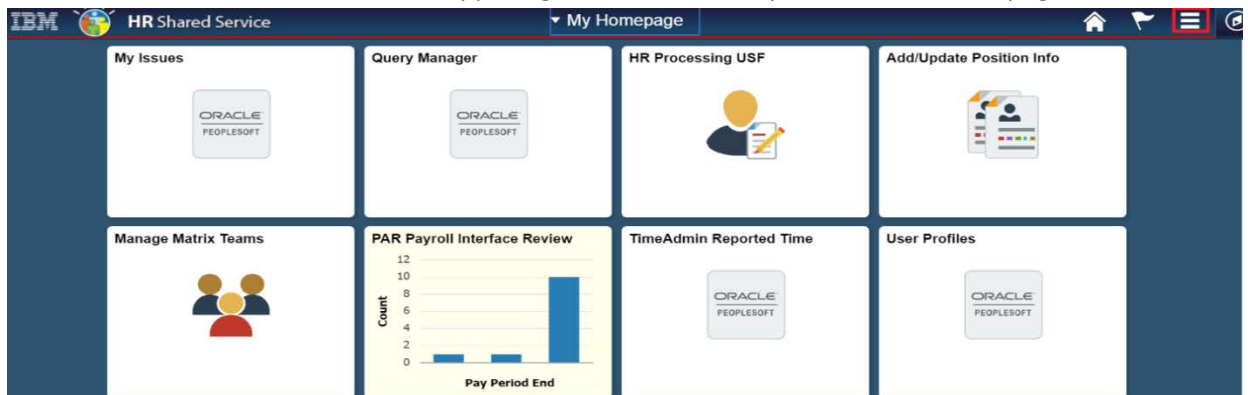 IBM HR Shared Service My Homepage
My Issues Query Manager HR Processing USF Add/Update Position Info
ORACLE ORACLE
PEOPLESOFT PEOPLESOFT
Manage Matrix Teams PAR Payroll Interface Review TimeAdmin Reported Time User Profiles
12
10
8
6
4
2
0
Count
Pay Period End
ORACLE ORACLE
PEOPLESOFT PEOPLESOFT